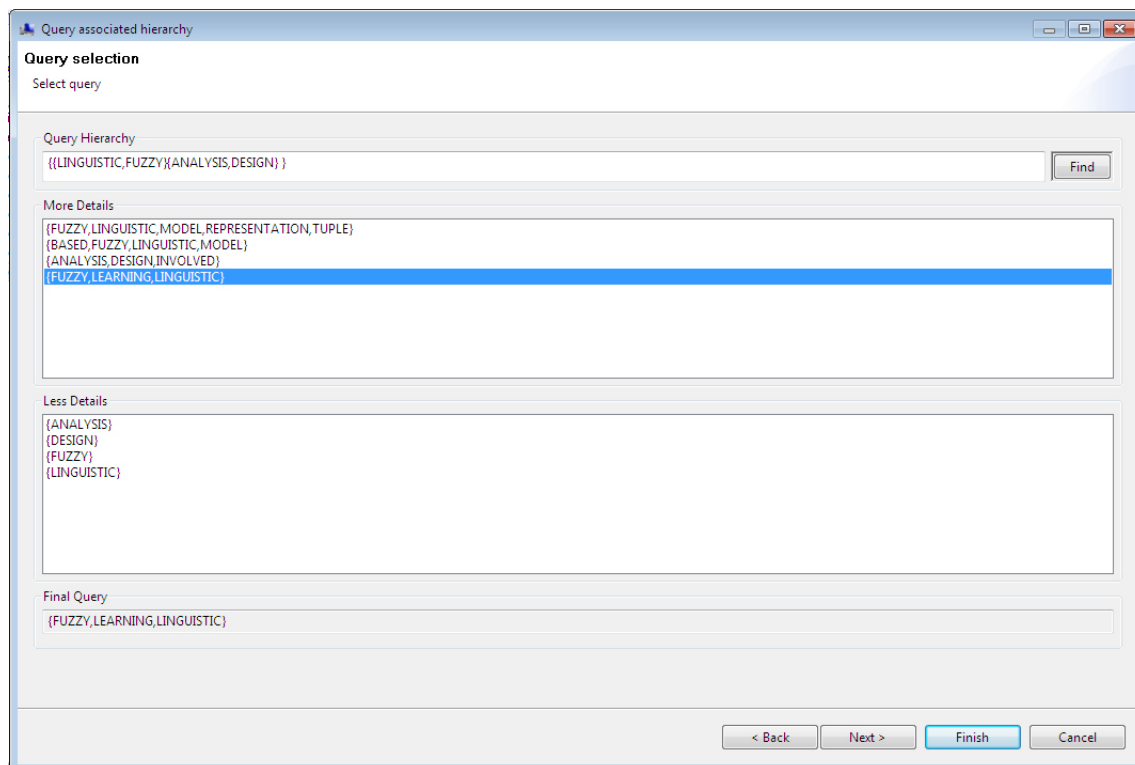 Query associated hierarchy
Query selection
Select query
Query Hierarchy
{{LINGUISTIC,FUZZY}{ANALYSIS,DESIGN} }
Find
More Details
{FUZZY,LINGUISTIC,MODEL,REPRESENTATION,TUPLE}
{BASED,FUZZY,LINGUISTIC,MODEL}
{ANALYSIS,DESIGN,INVOLVED}
{FUZZY,LEARNING,LINGUISTIC}
Less Details
{ANALYSIS}
{DESIGN}
{FUZZY}
{LINGUISTIC}
Final Query
{FUZZY,LEARNING,LINGUISTIC}
< Back Next > Finish Cancel